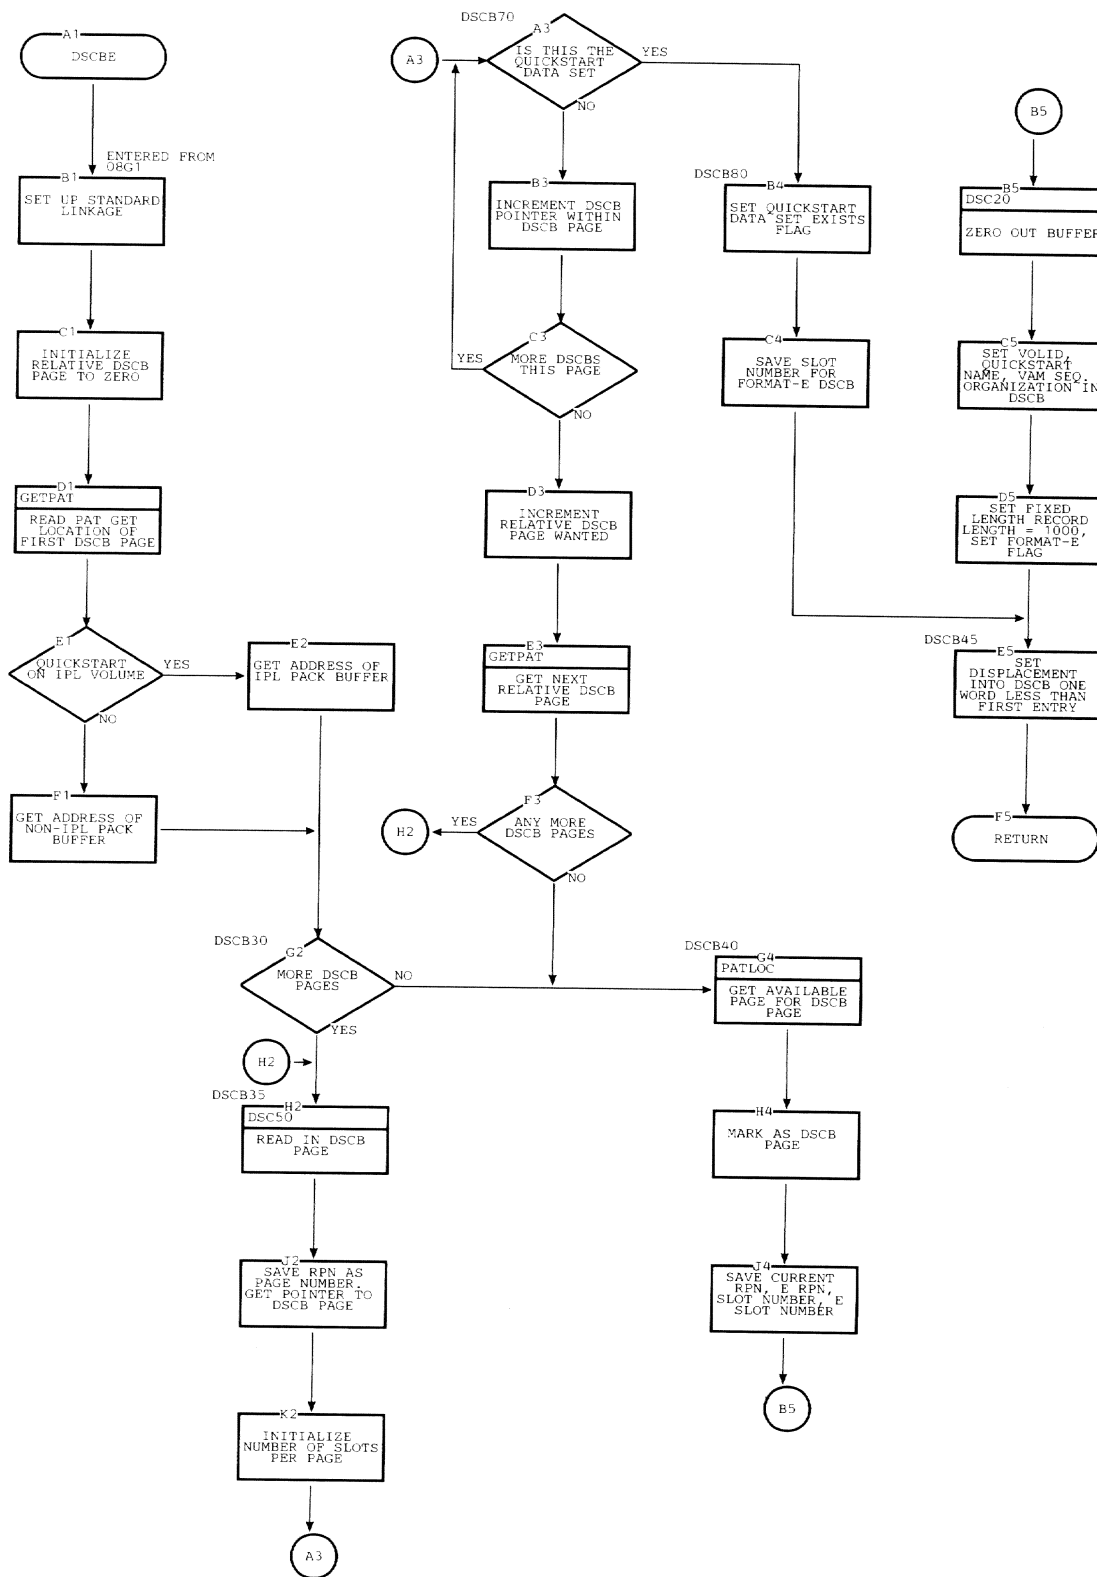 A1
DSCBE
ENTERED FROM
08G1
B1
SET UP STANDARD
LINKAGE
C1
INITIALIZE
RELATIVE DSCB
PAGE TO ZERO
D1
GETPAT
READ PAT GET
LOCATION OF
FIRST DSCB PAGE
E1
QUICKSTART
ON IPL VOLUME
YES
NO
F1
GET ADDRESS OF
NON-IPL PACK
BUFFER
E2
GET ADDRESS OF
IPL PACK BUFFER
DSCB30
G2
MORE DSCB
PAGES
NO
YES
H2
DSCB35
H2
DSC50
READ IN DSCB
PAGE
J2
SAVE RPN AS
PAGE NUMBER.
GET POINTER TO
DSCB PAGE
K2
INITIALIZE
NUMBER OF SLOTS
PER PAGE
A3
DSCB70
A3
A3
IS THIS THE
QUICKSTART
DATA SET
YES
NO
B3
INCREMENT DSCB
POINTER WITHIN
DSCB PAGE
C3
MORE DSCBS
THIS PAGE
YES
NO
D3
INCREMENT
RELATIVE DSCB
PAGE WANTED
E3
GETPAT
GET NEXT
RELATIVE DSCB
PAGE
F3
ANY MORE
DSCB PAGES
YES
H2
NO
DSCB80
B4
SET QUICKSTART
DATA SET EXISTS
FLAG
C4
SAVE SLOT
NUMBER FOR
FORMAT-E DSCB
DSCB40
G4
PATLOC
GET AVAILABLE
PAGE FOR DSCB
PAGE
H4
MARK AS DSCB
PAGE
J4
SAVE CURRENT
RPN, E RPN,
SLOT NUMBER, E
SLOT NUMBER
B5
B5
B5
DSC20
ZERO OUT BUFFER
C5
SET VOLID,
QUICKSTART
NAME, VAM SEQ.
ORGANIZATION IN
DSCB
D5
SET FIXED
LENGTH RECORD
LENGTH = 1000,
SET FORMAT-E
FLAG
DSCB45
E5
SET
DISPLACEMENT
INTO DSCB ONE
WORD LESS THAN
FIRST ENTRY
F5
RETURN